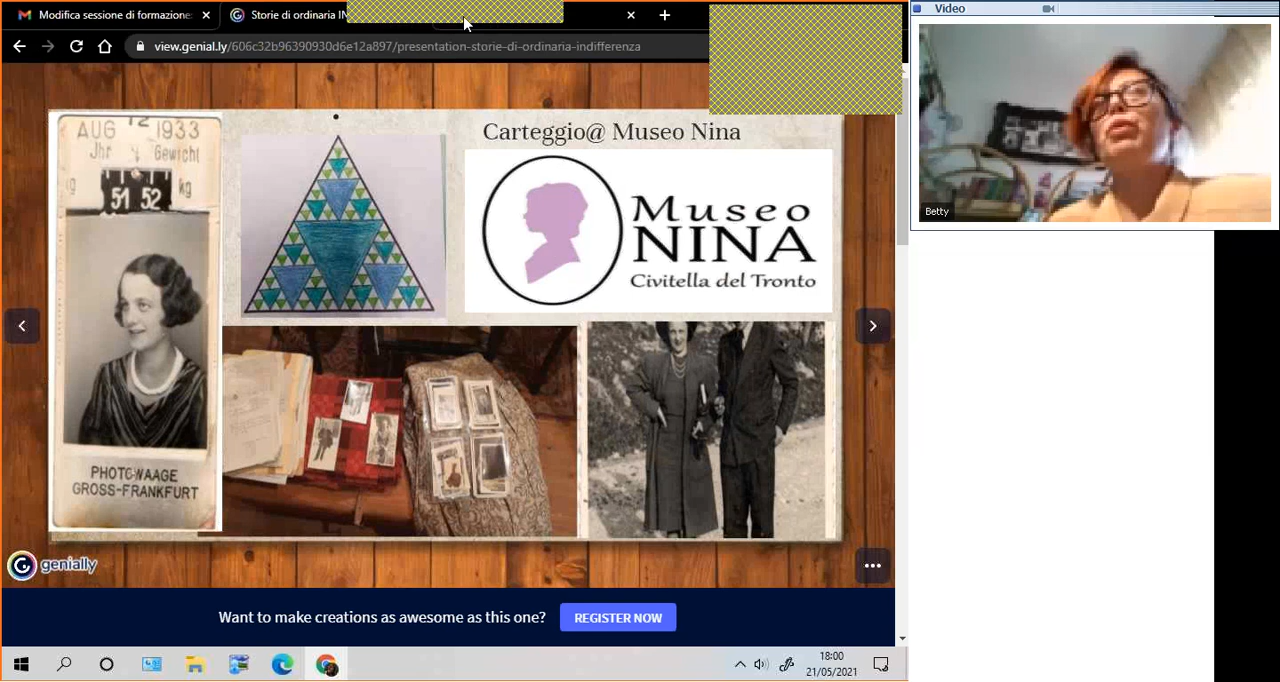 Modifica sessione di formazione:
Storie di ordinaria IN
view.genial.ly/606c32b96390930d6e12a897/presentation-storie-di-ordinaria-indifferenza
Video
Betty
AUG 12 1933
Jhr Gewicht
kg
51 52
PHOTO-WAAGE
GROSS-FRANKFURT
Carteggio@ Museo Nina
Museo
NINA
Civitella del Tronto
genially
Want to make creations as awesome as this one? REGISTER NOW
18:00
21/05/2021